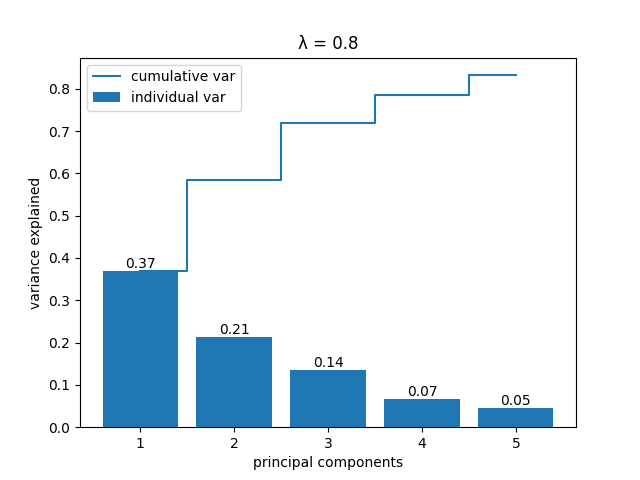 λ = 0.8
cumulative var
individual var
variance explained
0.8
0.7
0.6
0.5
0.4
0.3
0.2
0.1
0.0
0.37
0.21
0.14
0.07
0.05
1 2 3 4 5
principal components